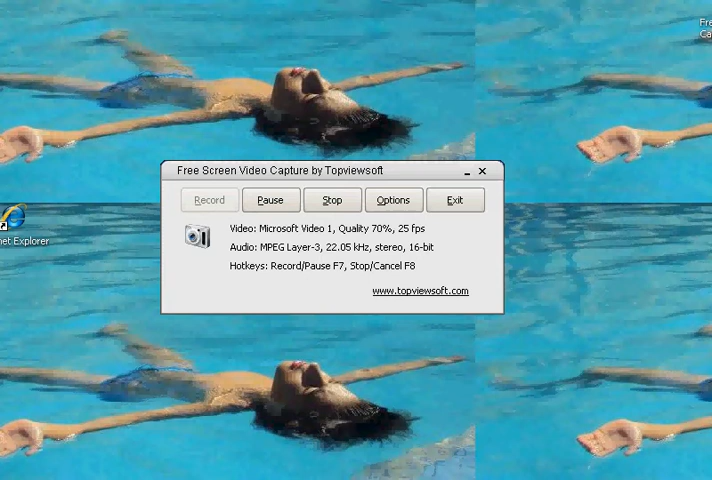 Fre
Ca
Free Screen Video Capture by Topviewsoft
Record Pause Stop Options Exit
Video: Microsoft Video 1, Quality 70%, 25 fps
Audio: MPEG Layer-3, 22.05 kHz, stereo, 16-bit
Hotkeys: Record/Pause F7, Stop/Cancel F8
www.topviewsoft.com
net Explorer